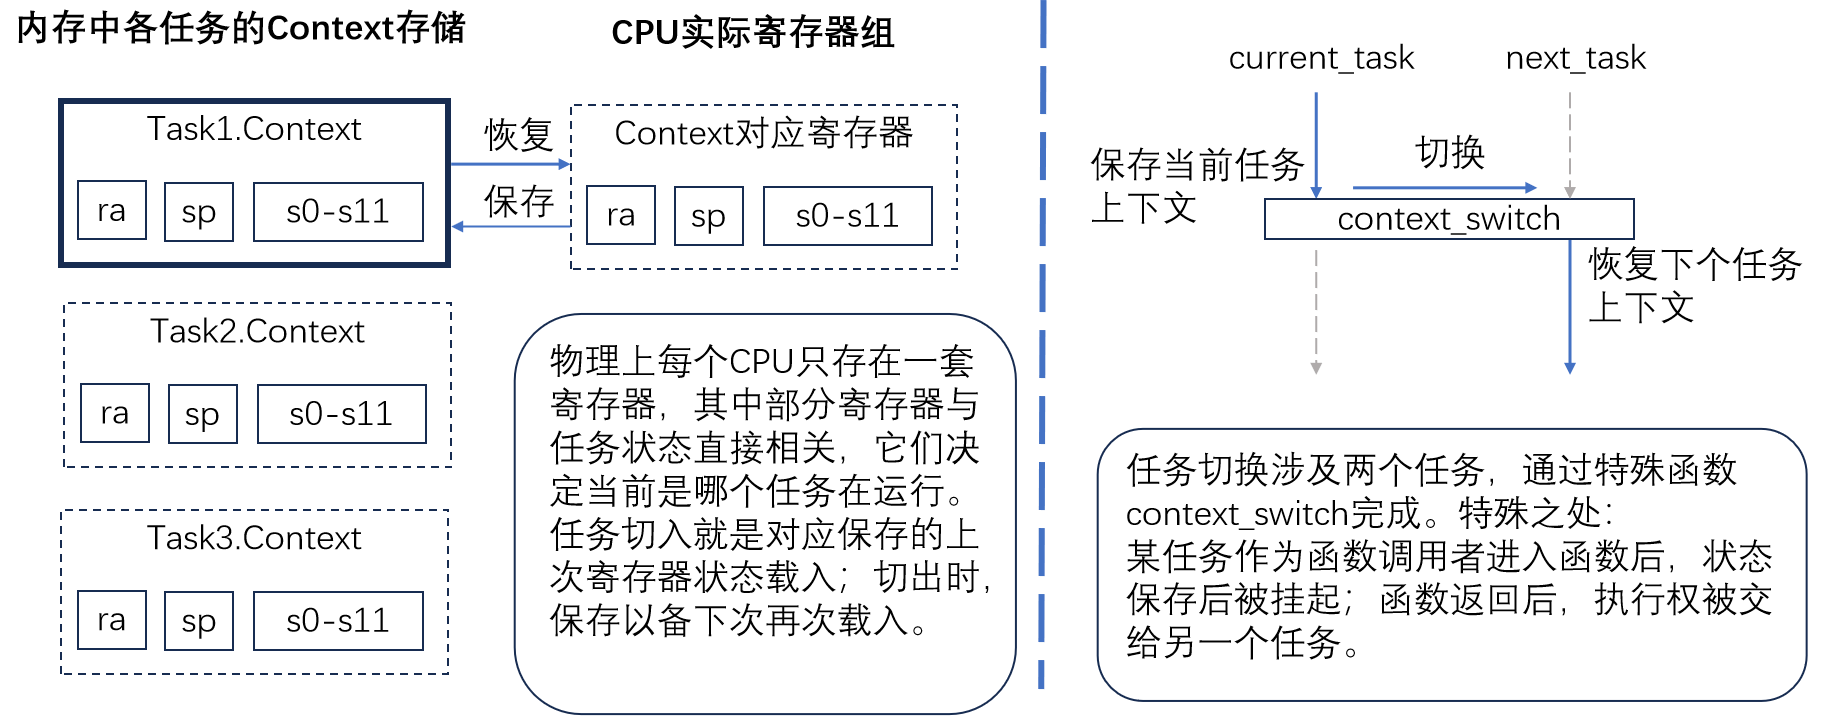 内存中各任务的Context存储
CPU实际寄存器组
Task1.Context
ra
sp
s0-s11
恢复
保存
Context对应寄存器
ra
sp
s0-s11
Task2.Context
ra
sp
s0-s11
Task3.Context
ra
sp
s0-s11
物理上每个CPU只存在一套
寄存器，其中部分寄存器与
任务状态直接相关，它们决
定当前是哪个任务在运行。
任务切入就是对应保存的上
次寄存器状态载入；切出时，
保存以备下次再次载入。
current_task
next_task
保存当前任务
上下文
切换
context_switch
恢复下个任务
上下文
任务切换涉及两个任务，通过特殊函数
context_switch完成。特殊之处：
某任务作为函数调用者进入函数后，状态
保存后被挂起；函数返回后，执行权被交
给另一个任务。